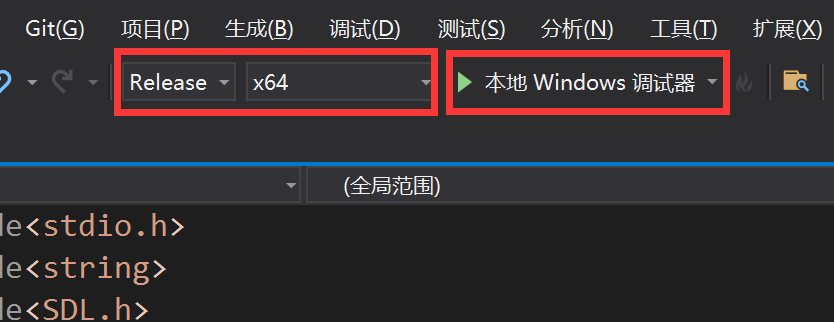 Git(G) 项目(P) 生成(B) 调试(D) 测试(S) 分析(N) 工具(T) 扩展(X)
Release x64 本地 Windows 调试器
(全局范围)
de<stdio.h>
de<string>
de<SDL.h>